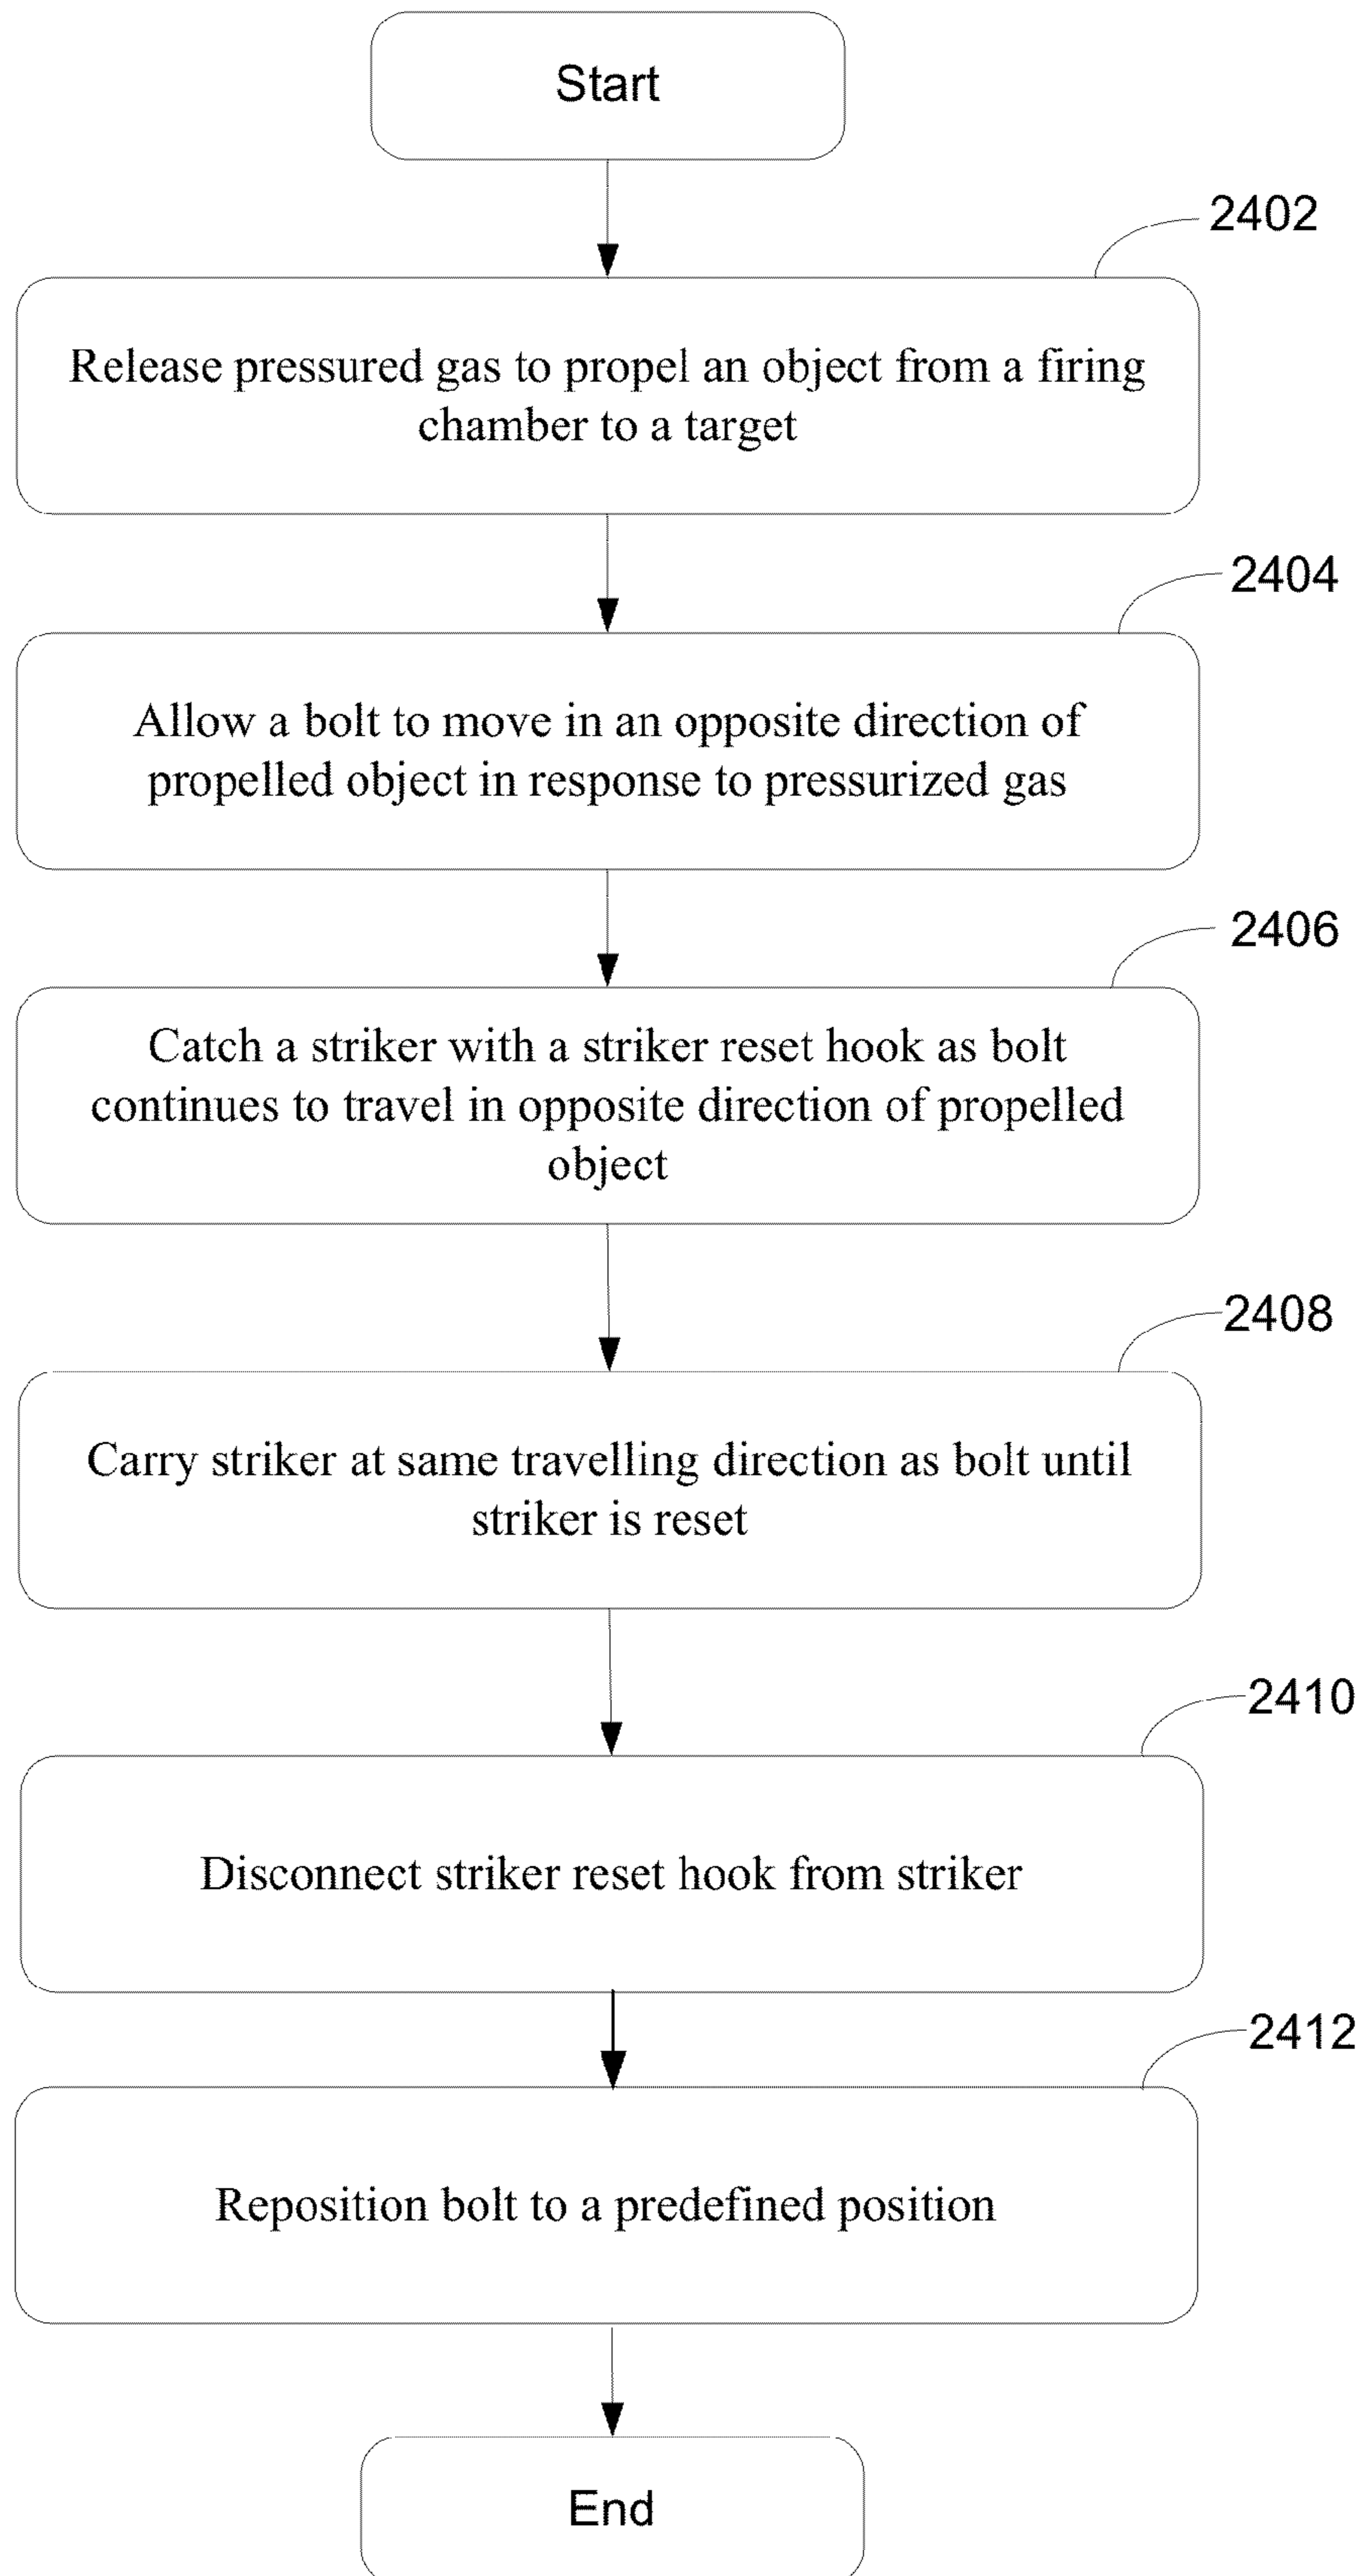 Start
2402
Release pressured gas to propel an object from a firing
chamber to a target
2404
Allow a bolt to move in an opposite direction of
propelled object in response to pressurized gas
2406
Catch a striker with a striker reset hook as bolt
continues to travel in opposite direction of propelled
object
2408
Carry striker at same travelling direction as bolt until
striker is reset
2410
Disconnect striker reset hook from striker
2412
Reposition bolt to a predefined position
End